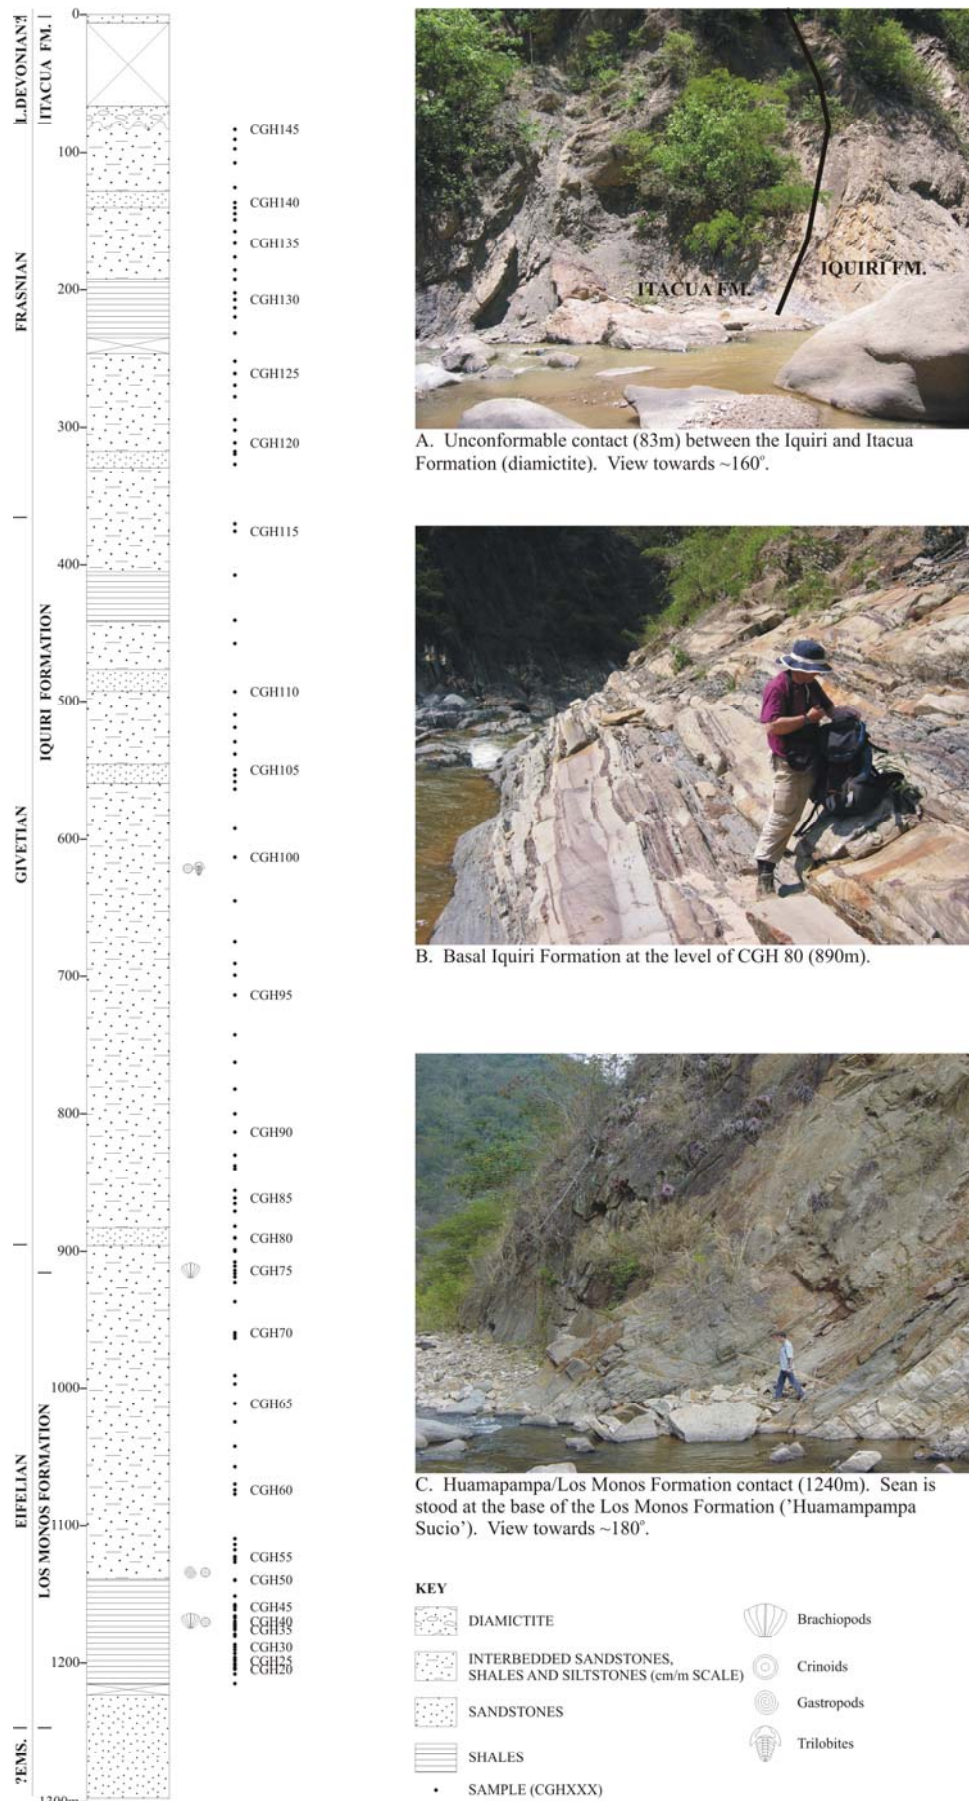 0
100
200
300
400
500
600
700
800
900
1000
1100
1200
1300m
L.DEVONIAN?
FRASNIAN
GIVETIAN
EIFELIAN
?EMS.
ITACUA FM.
IQUIRI FORMATION
LOS MONOS FORMATION
CGH145
CGH140
CGH135
CGH130
CGH125
CGH120
CGH115
CGH110
CGH105
CGH100
CGH95
CGH90
CGH85
CGH80
CGH75
CGH70
CGH65
CGH60
CGH55
CGH50
CGH45
CGH40
CGH35
CGH30
CGH25
CGH20
ITACUA FM.
IQUIRI FM.
A. Unconformable contact (83m) between the Iquiri and Itacua
Formation (diamictite). View towards ~160°.
B. Basal Iquiri Formation at the level of CGH 80 (890m).
C. Huamapampa/Los Monos Formation contact (1240m). Sean is
stood at the base of the Los Monos Formation ('Huamampampa
Sucio'). View towards ~180°.
KEY
DIAMICTITE
INTERBEDDED SANDSTONES,
SHALES AND SILTSTONES (cm/m SCALE)
SANDSTONES
SHALES
SAMPLE (CGHXXX)
Brachiopods
Crinoids
Gastropods
Trilobites